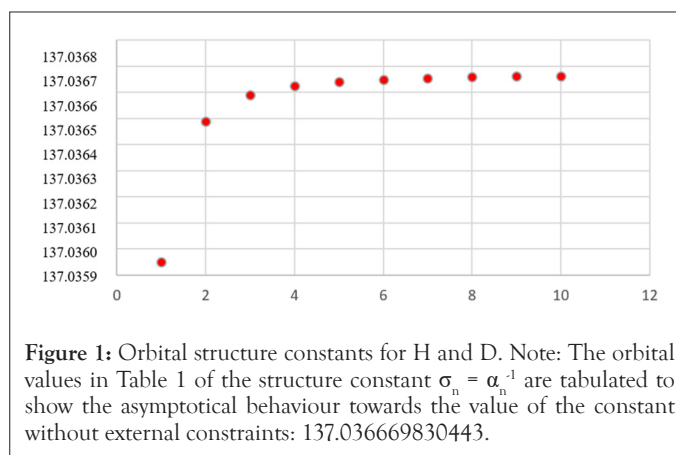 137.0368
137.0367
137.0366
137.0365
137.0364
137.0363
137.0362
137.0361
137.0360
137.0359
0 2 4 6 8 10 12
Figure 1: Orbital structure constants for H and D. Note: The orbital
values in Table 1 of the structure constant σn = αn-1 are tabulated to
show the asymptotical behaviour towards the value of the constant
without external constraints: 137.036669830443.